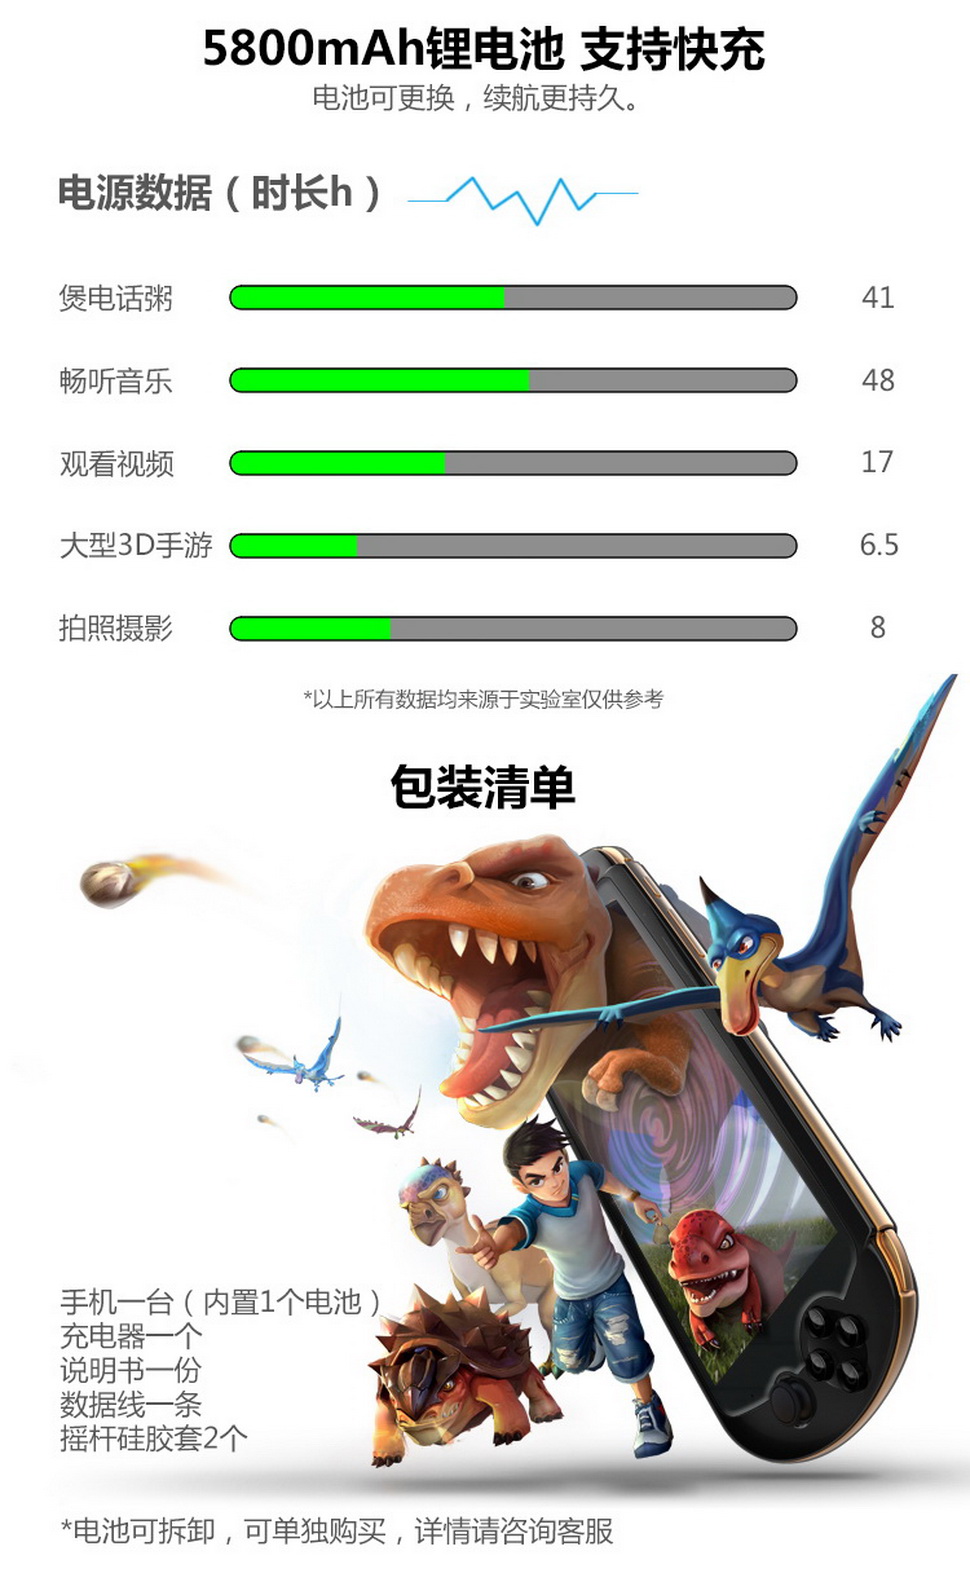 5800mAh锂电池 支持快充
电池可更换，续航更持久。
电源数据（时长h）
煲电话粥 41
畅听音乐 48
观看视频 17
大型3D手游 6.5
拍照摄影 8
*以上所有数据均来源于实验室仅供参考
包装清单
手机一台（内置1个电池）
充电器一个
说明书一份
数据线一条
摇杆硅胶套2个
*电池可拆卸，可单独购买，详情请咨询客服